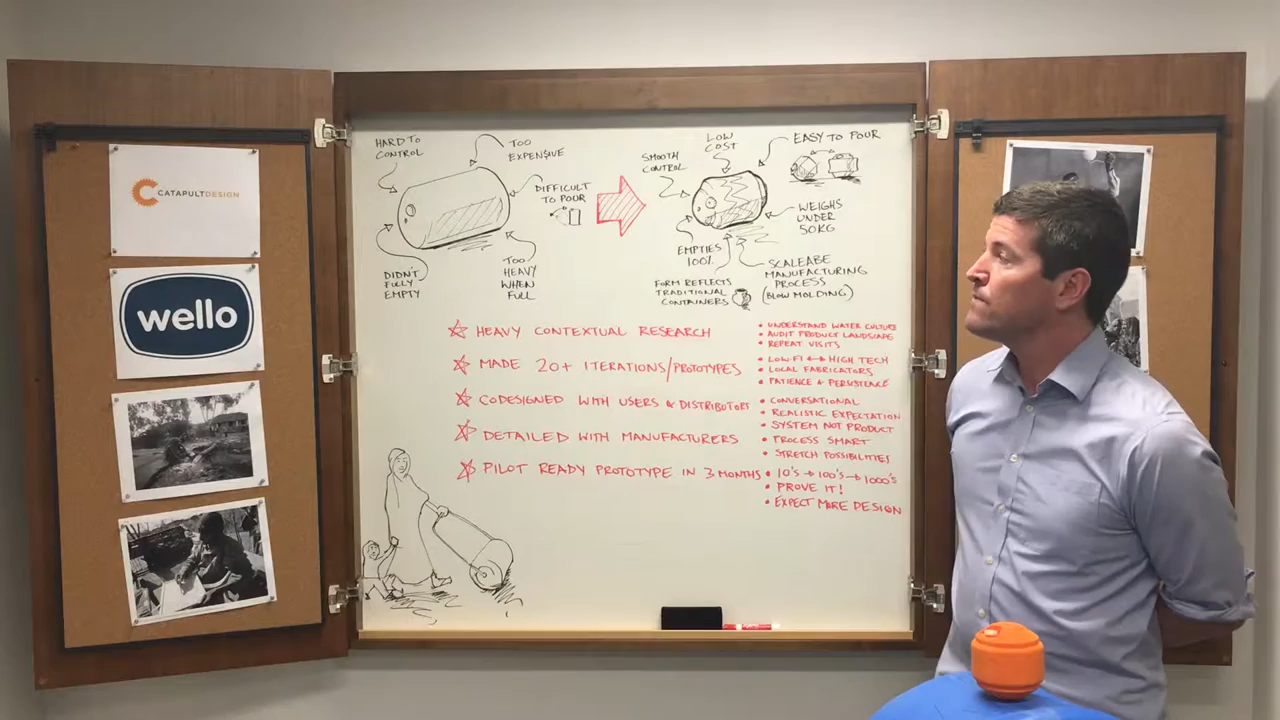 CATAPULTDESIGN
wello
HARD TO
CONTROL
TOO
EXPENSIVE
DIFFICULT
TO POUR
DIDN'T
FULLY
EMPTY
TOO
HEAVY
WHEN
FULL
LOW
COST
EASY TO POUR
SMOOTH
CONTROL
WEIGHS
UNDER
50KG
EMPTIES
100%
SCALEABE
MANUFACTURING
PROCESS
(BLOW MOLDING)
FORM REFLECTS
TRADITIONAL
CONTAINERS
HEAVY CONTEXTUAL RESEARCH
• UNDERSTAND WATER CULTURE
• AUDIT PRODUCT LANDSCAPE
• REPEAT VISITS
MADE 20+ ITERATIONS/PROTOTYPES
• LOW-FI ↔ HIGH TECH
• LOCAL FABRICATORS
• PATIENCE & PERSISTENCE
CODESIGNED WITH USERS & DISTRIBUTORS
• CONVERSATIONAL
• REALISTIC EXPECTATION
• SYSTEM NOT PRODUCT
DETAILED WITH MANUFACTURERS
• PROCESS SMART
• STRETCH POSSIBILITIES
PILOT READY PROTOTYPE IN 3 MONTHS
• 10'S → 100'S → 1000'S
• PROVE IT!
• EXPECT MORE DESIGN